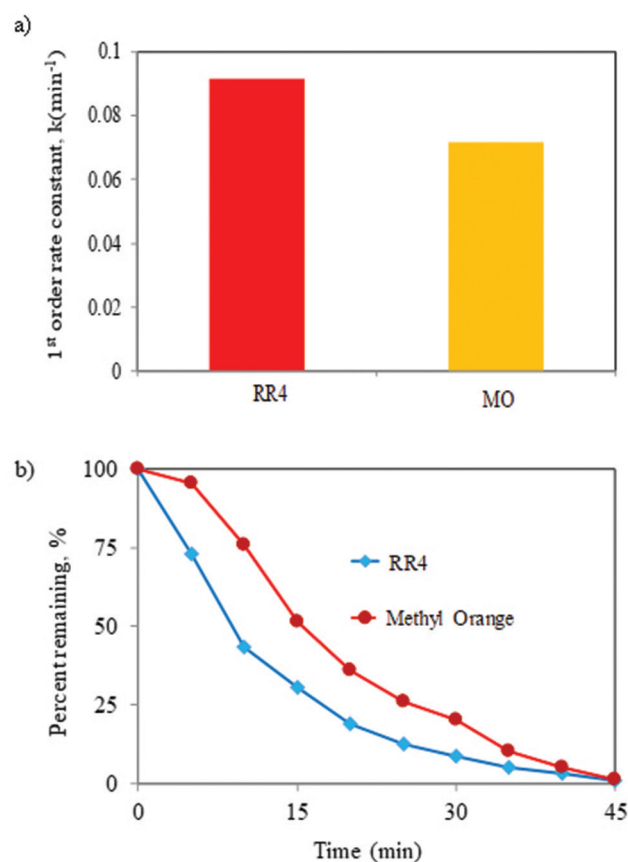 a)
1st order rate constant, k(min-1)
0.1
0.08
0.06
0.04
0.02
0
RR4
MO
b)
Percent remaining, %
100
75
50
25
0
RR4
Methyl Orange
0
15
30
45
Time (min)